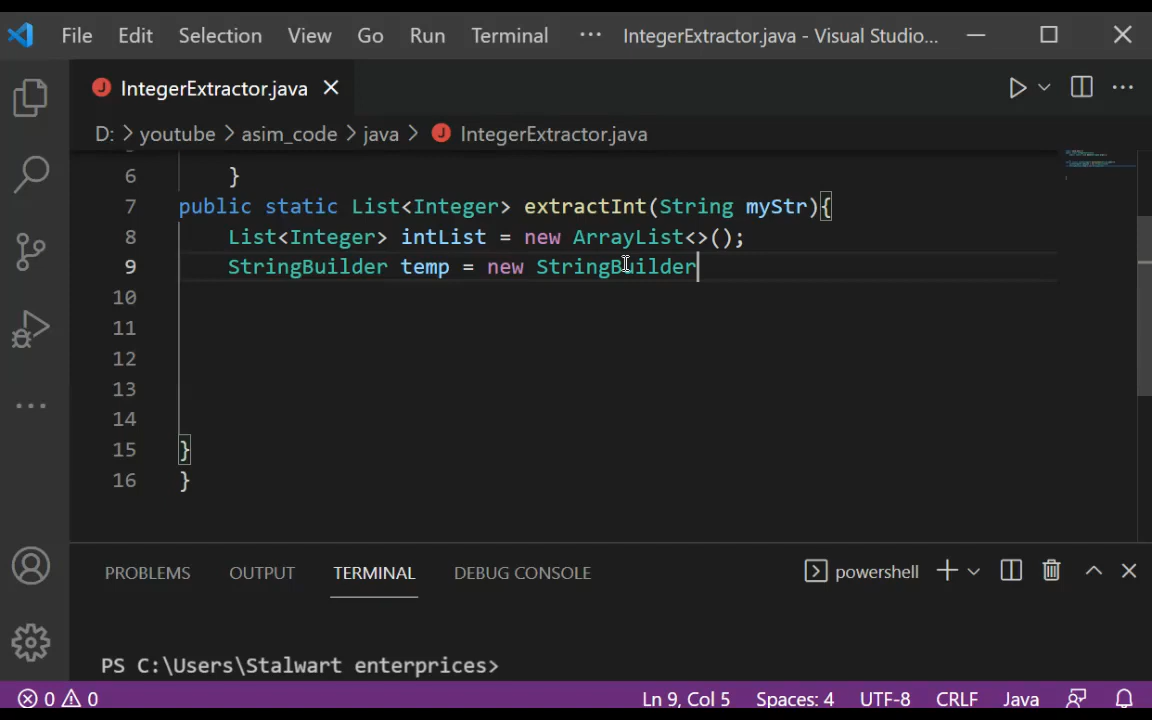 File Edit Selection View Go Run Terminal ··· IntegerExtractor.java - Visual Studio...
IntegerExtractor.java
D: > youtube > asim_code > java > IntegerExtractor.java
6 }
7 public static List<Integer> extractInt(String myStr){
8 List<Integer> intList = new ArrayList<>();
9 StringBuilder temp = new StringBuilder
10
11
12
13
14
15 }
16 }
PROBLEMS OUTPUT TERMINAL DEBUG CONSOLE powershell
PS C:\Users\Stalwart enterprices>
0 0 Ln 9, Col 5 Spaces: 4 UTF-8 CRLF Java